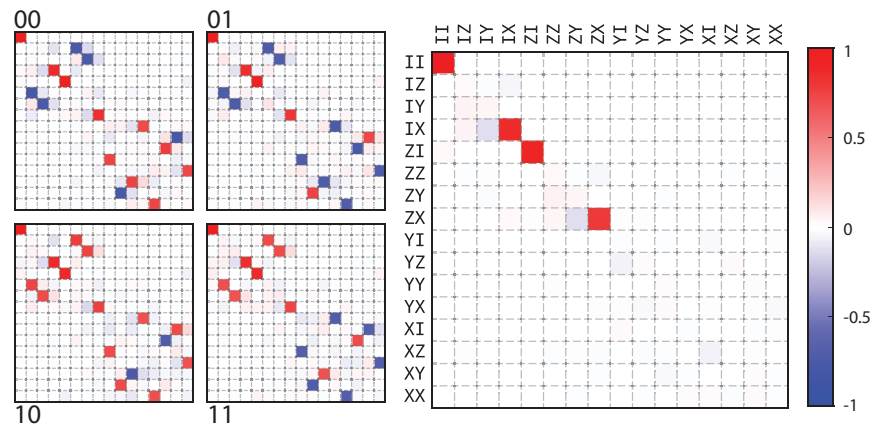 00
01
10
11
II IZ IY IX ZI ZZ ZY ZX YI YZ YY YX XI XZ XY XX
II
IZ
IY
IX
ZI
ZZ
ZY
ZX
YI
YZ
YY
YX
XI
XZ
XY
XX
1
0.5
0
-0.5
-1